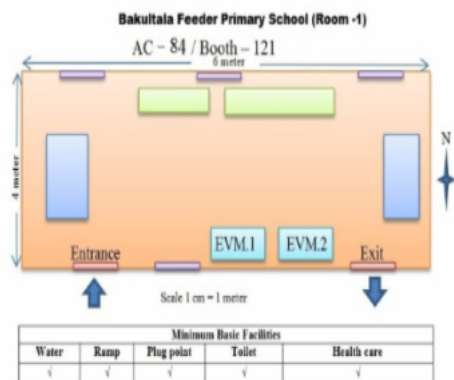 Bakultala Feeder Primary School (Room -1)
AC – 84 / Booth – 121
6 meter
4 meter
N
EVM.1 EVM.2
Entrance Exit
Scale 1 cm = 1 meter
Minimum Basic Facilities
Water Ramp Plug point Toilet Health care
√ √ √ √ √